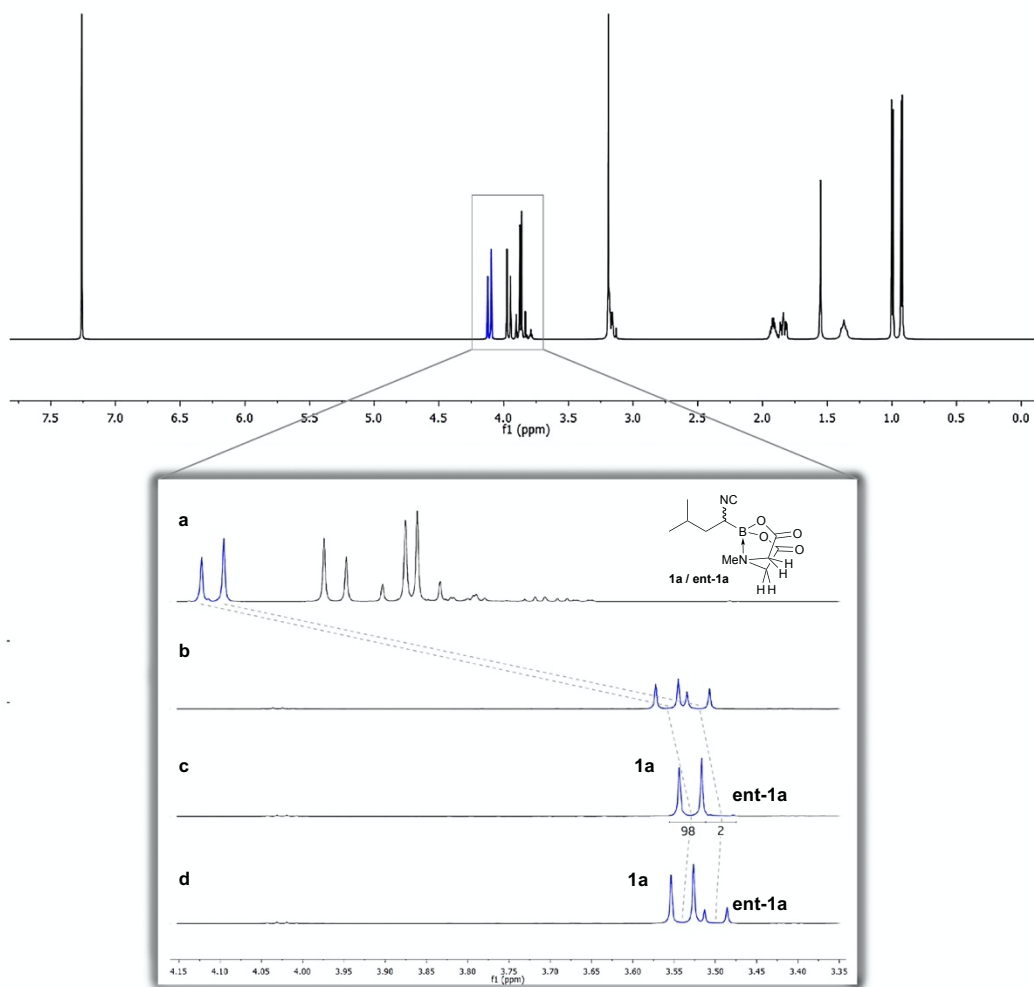 7.5 7.0 6.5 6.0 5.5 5.0 4.5 4.0 3.5 3.0 2.5 2.0 1.5 1.0 0.5 0.0
f1 (ppm)
a
NC
O
B
O
O
O
MeN
H
H
1a / ent-1a
H H
b
c
1a
ent-1a
98 2
d
1a
ent-1a
4.15 4.10 4.05 4.00 3.95 3.90 3.85 3.80 3.75 3.70 3.65 3.60 3.55 3.50 3.45 3.40 3.35
f1 (ppm)